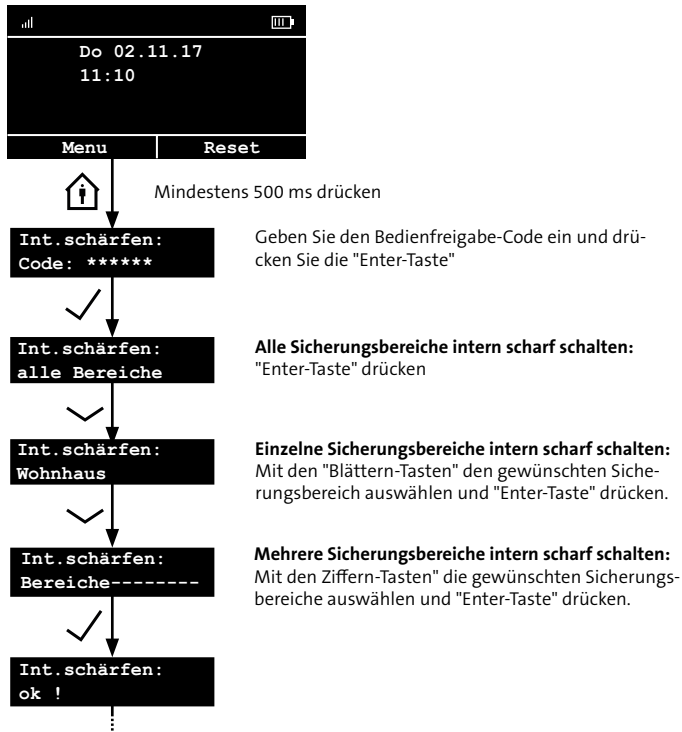 Do 02.11.17
11:10
Menu Reset
Mindestens 500 ms drücken
Int.schärfen:
Code: ******
Geben Sie den Bedienfreigabe-Code ein und drü-
cken Sie die "Enter-Taste"
Int.schärfen:
alle Bereiche
Alle Sicherungsbereiche intern scharf schalten:
"Enter-Taste" drücken
Int.schärfen:
Wohnhaus
Einzelne Sicherungsbereiche intern scharf schalten:
Mit den "Blättern-Tasten" den gewünschten Siche-
rungsbereich auswählen und "Enter-Taste" drücken.
Int.schärfen:
Bereiche--------
Mehrere Sicherungsbereiche intern scharf schalten:
Mit den Ziffern-Tasten" die gewünschten Sicherungs-
bereiche auswählen und "Enter-Taste" drücken.
Int.schärfen:
ok !